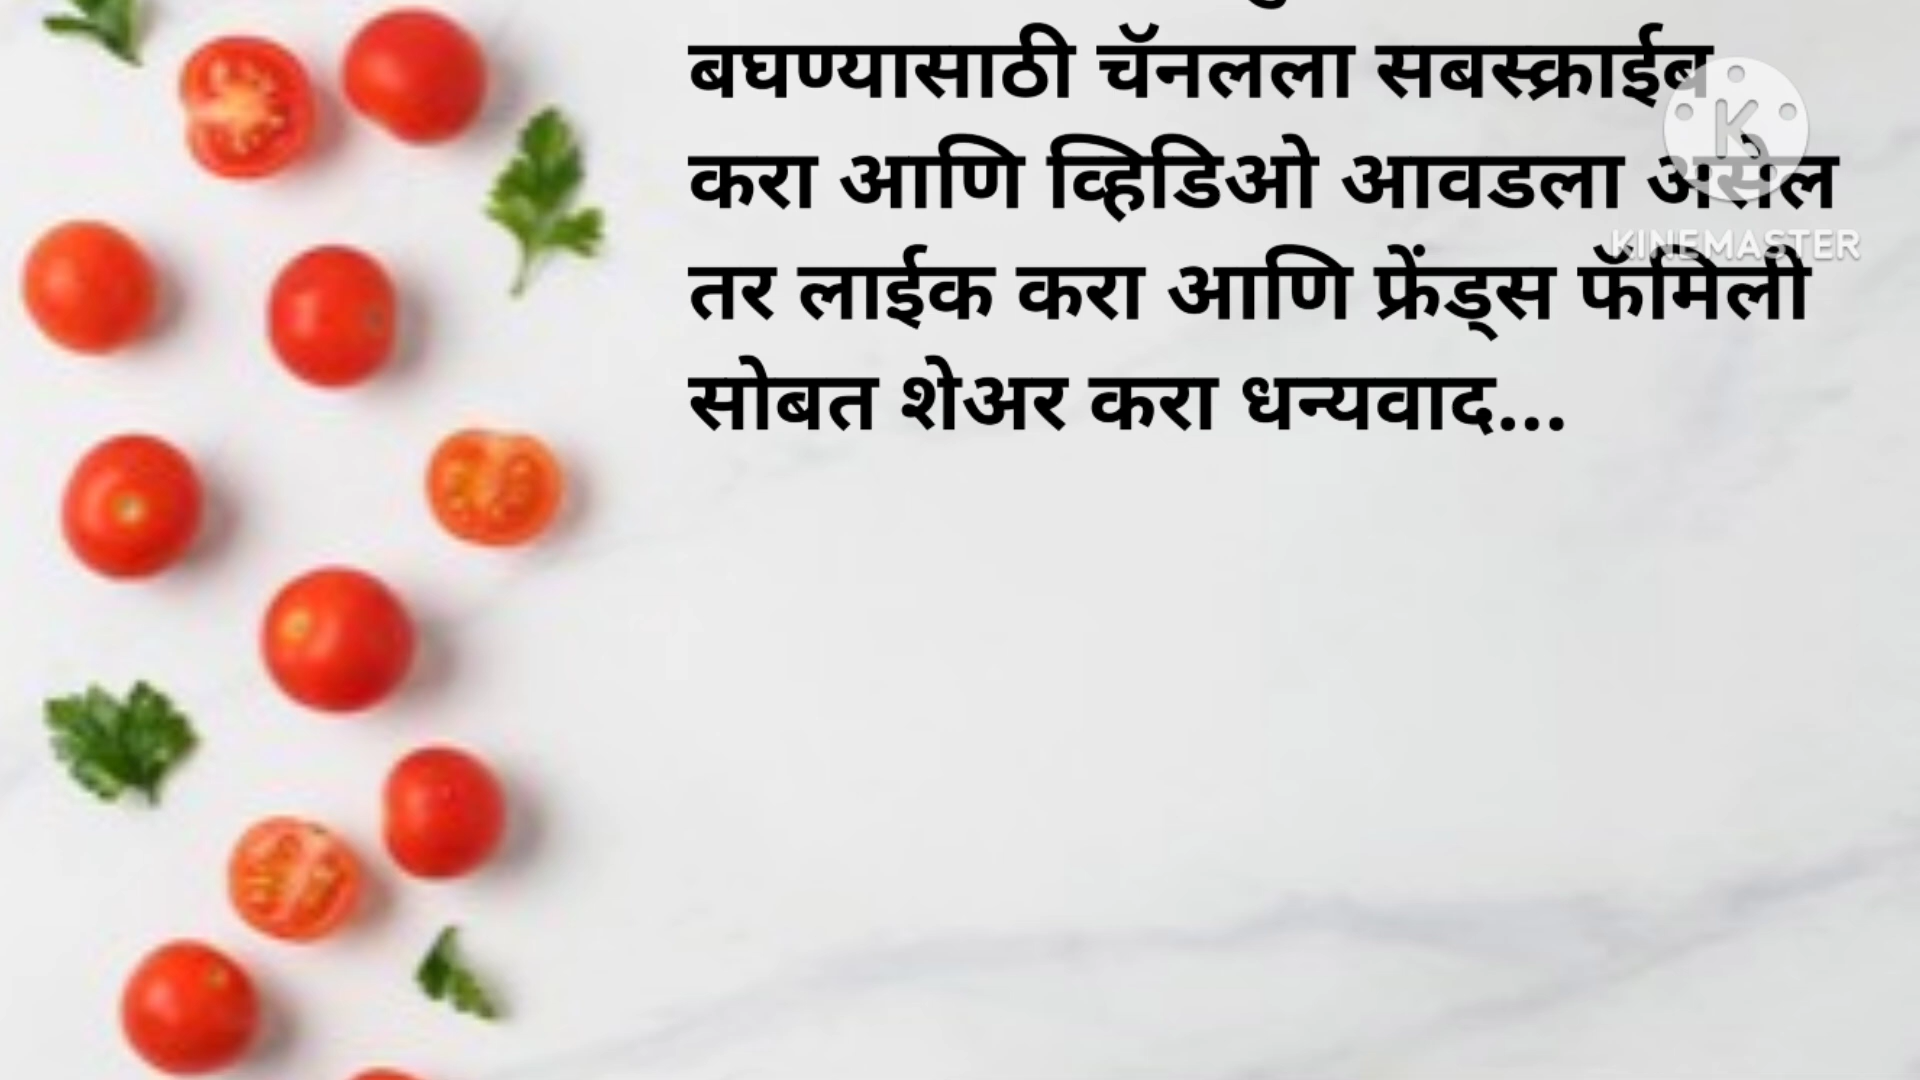 बघण्यासाठी चॅनलला सबस्क्राईब
करा आणि व्हिडिओ आवडला असेल
तर लाईक करा आणि फ्रेंड्स फॅमिली
सोबत शेअर करा धन्यवाद...
K
KINEMASTER